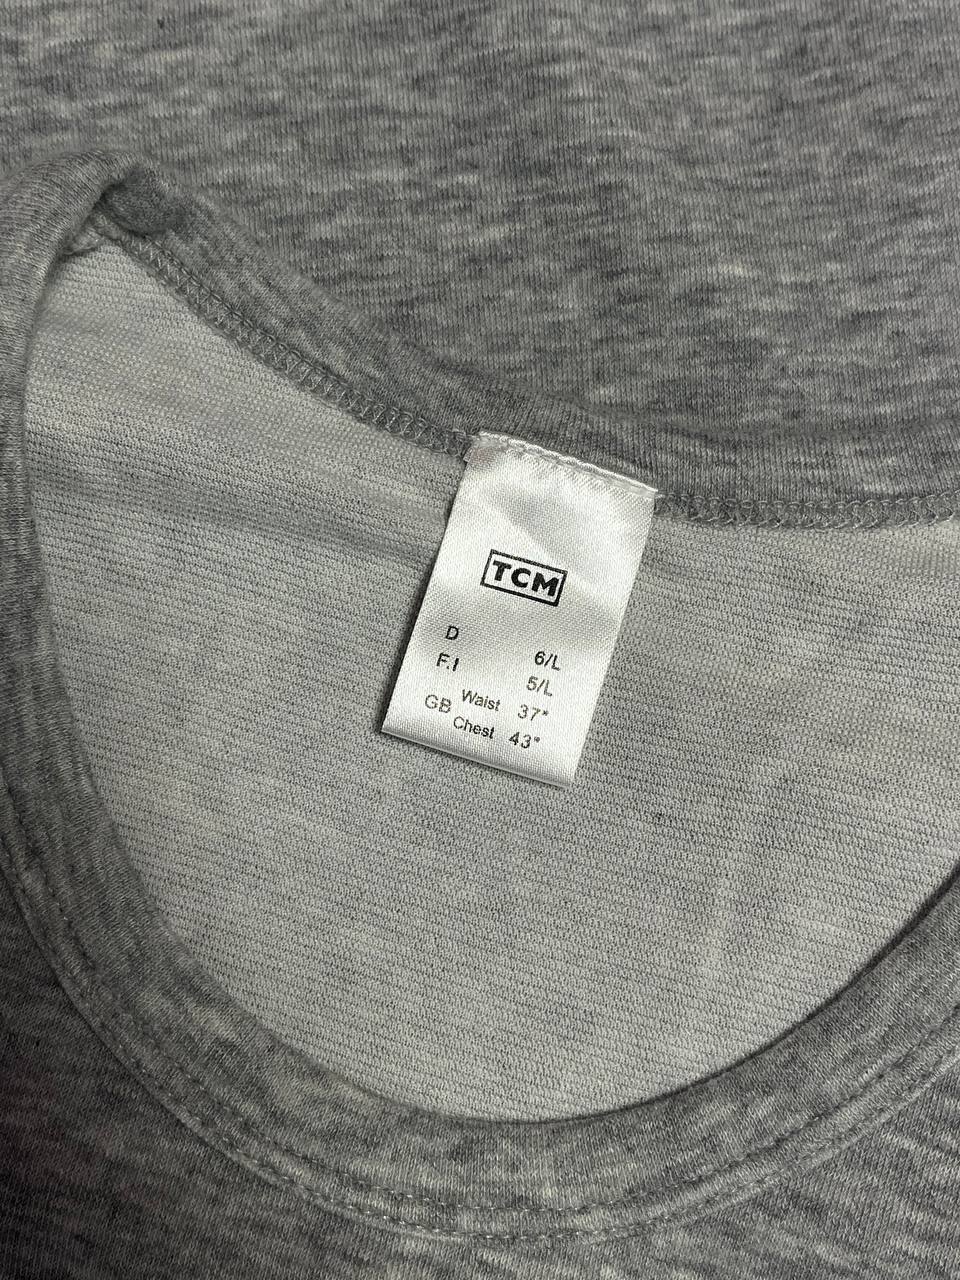 TCM
D 6/L
F.I 5/L
GB Waist 37"
Chest 43"